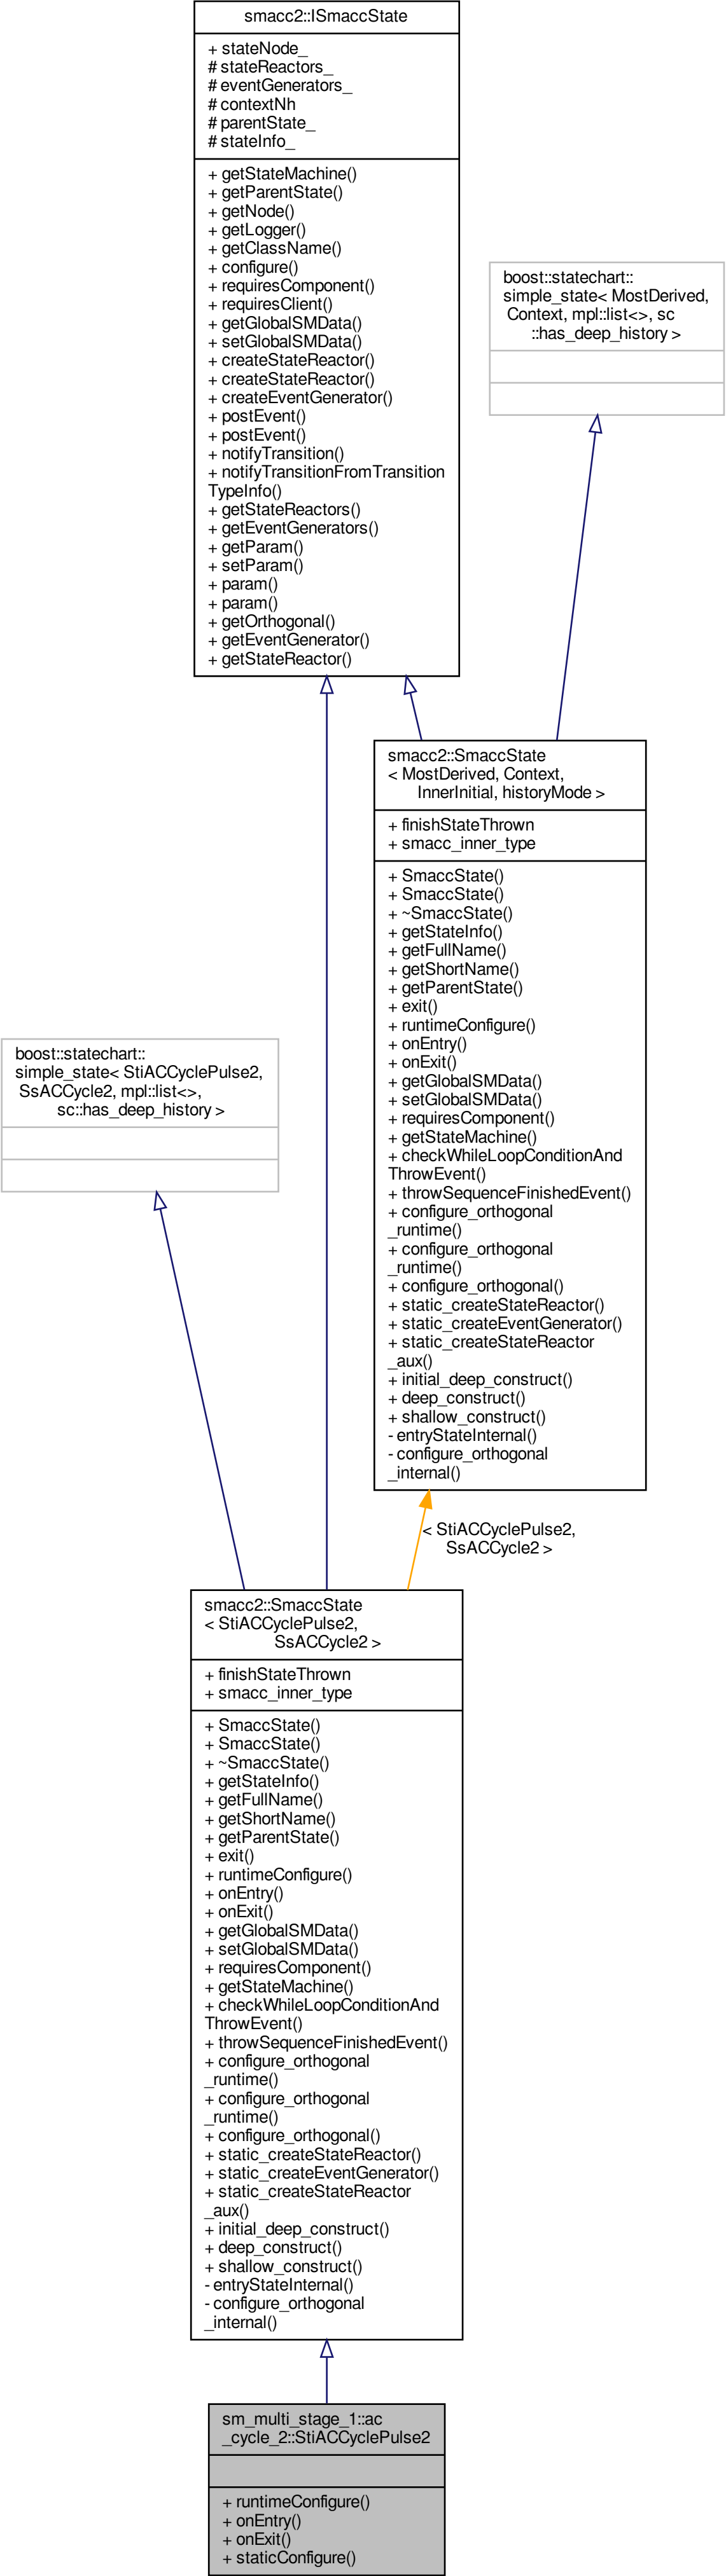 smacc2::ISmaccState
+ stateNode_
# stateReactors_
# eventGenerators_
# contextNh
# parentState_
# stateInfo_
+ getStateMachine()
+ getParentState()
+ getNode()
+ getLogger()
+ getClassName()
+ configure()
+ requiresComponent()
+ requiresClient()
+ getGlobalSMData()
+ setGlobalSMData()
+ createStateReactor()
+ createStateReactor()
+ createEventGenerator()
+ postEvent()
+ postEvent()
+ notifyTransition()
+ notifyTransitionFromTransition
TypeInfo()
+ getStateReactors()
+ getEventGenerators()
+ getParam()
+ setParam()
+ param()
+ param()
+ getOrthogonal()
+ getEventGenerator()
+ getStateReactor()
boost::statechart::
simple_state< MostDerived,
Context, mpl::list<>, sc
::has_deep_history >
smacc2::SmaccState
< MostDerived, Context,
InnerInitial, historyMode >
+ finishStateThrown
+ smacc_inner_type
+ SmaccState()
+ SmaccState()
+ ~SmaccState()
+ getStateInfo()
+ getFullName()
+ getShortName()
+ getParentState()
+ exit()
+ runtimeConfigure()
+ onEntry()
+ onExit()
+ getGlobalSMData()
+ setGlobalSMData()
+ requiresComponent()
+ getStateMachine()
+ checkWhileLoopConditionAnd
ThrowEvent()
+ throwSequenceFinishedEvent()
+ configure_orthogonal
_runtime()
+ configure_orthogonal
_runtime()
+ configure_orthogonal()
+ static_createStateReactor()
+ static_createEventGenerator()
+ static_createStateReactor
_aux()
+ initial_deep_construct()
+ deep_construct()
+ shallow_construct()
- entryStateInternal()
- configure_orthogonal
_internal()
boost::statechart::
simple_state< StiACCyclePulse2,
SsACCycle2, mpl::list<>,
sc::has_deep_history >
< StiACCyclePulse2,
SsACCycle2 >
smacc2::SmaccState
< StiACCyclePulse2,
SsACCycle2 >
+ finishStateThrown
+ smacc_inner_type
+ SmaccState()
+ SmaccState()
+ ~SmaccState()
+ getStateInfo()
+ getFullName()
+ getShortName()
+ getParentState()
+ exit()
+ runtimeConfigure()
+ onEntry()
+ onExit()
+ getGlobalSMData()
+ setGlobalSMData()
+ requiresComponent()
+ getStateMachine()
+ checkWhileLoopConditionAnd
ThrowEvent()
+ throwSequenceFinishedEvent()
+ configure_orthogonal
_runtime()
+ configure_orthogonal
_runtime()
+ configure_orthogonal()
+ static_createStateReactor()
+ static_createEventGenerator()
+ static_createStateReactor
_aux()
+ initial_deep_construct()
+ deep_construct()
+ shallow_construct()
- entryStateInternal()
- configure_orthogonal
_internal()
sm_multi_stage_1::ac
_cycle_2::StiACCyclePulse2
+ runtimeConfigure()
+ onEntry()
+ onExit()
+ staticConfigure()